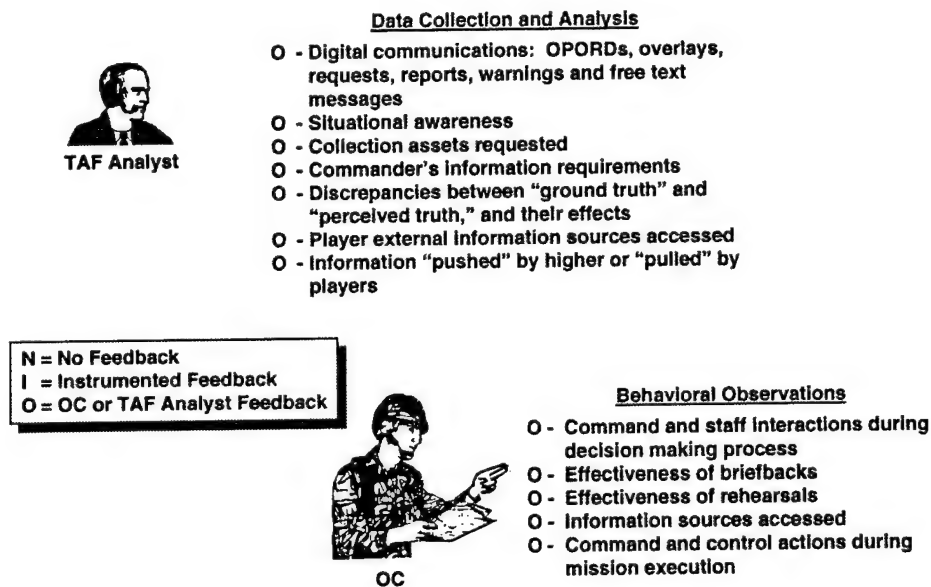 Data Collection and Analysis
O - Digital communications: OPORDs, overlays,
requests, reports, warnings and free text
messages
O - Situational awareness
O - Collection assets requested
O - Commander's information requirements
O - Discrepancies between "ground truth" and
"perceived truth," and their effects
O - Player external information sources accessed
O - Information "pushed" by higher or "pulled" by
players
TAF Analyst
N = No Feedback
I = Instrumented Feedback
O = OC or TAF Analyst Feedback
Behavioral Observations
O - Command and staff interactions during
decision making process
O - Effectiveness of briefbacks
O - Effectiveness of rehearsals
O - Information sources accessed
O - Command and control actions during
mission execution
OC